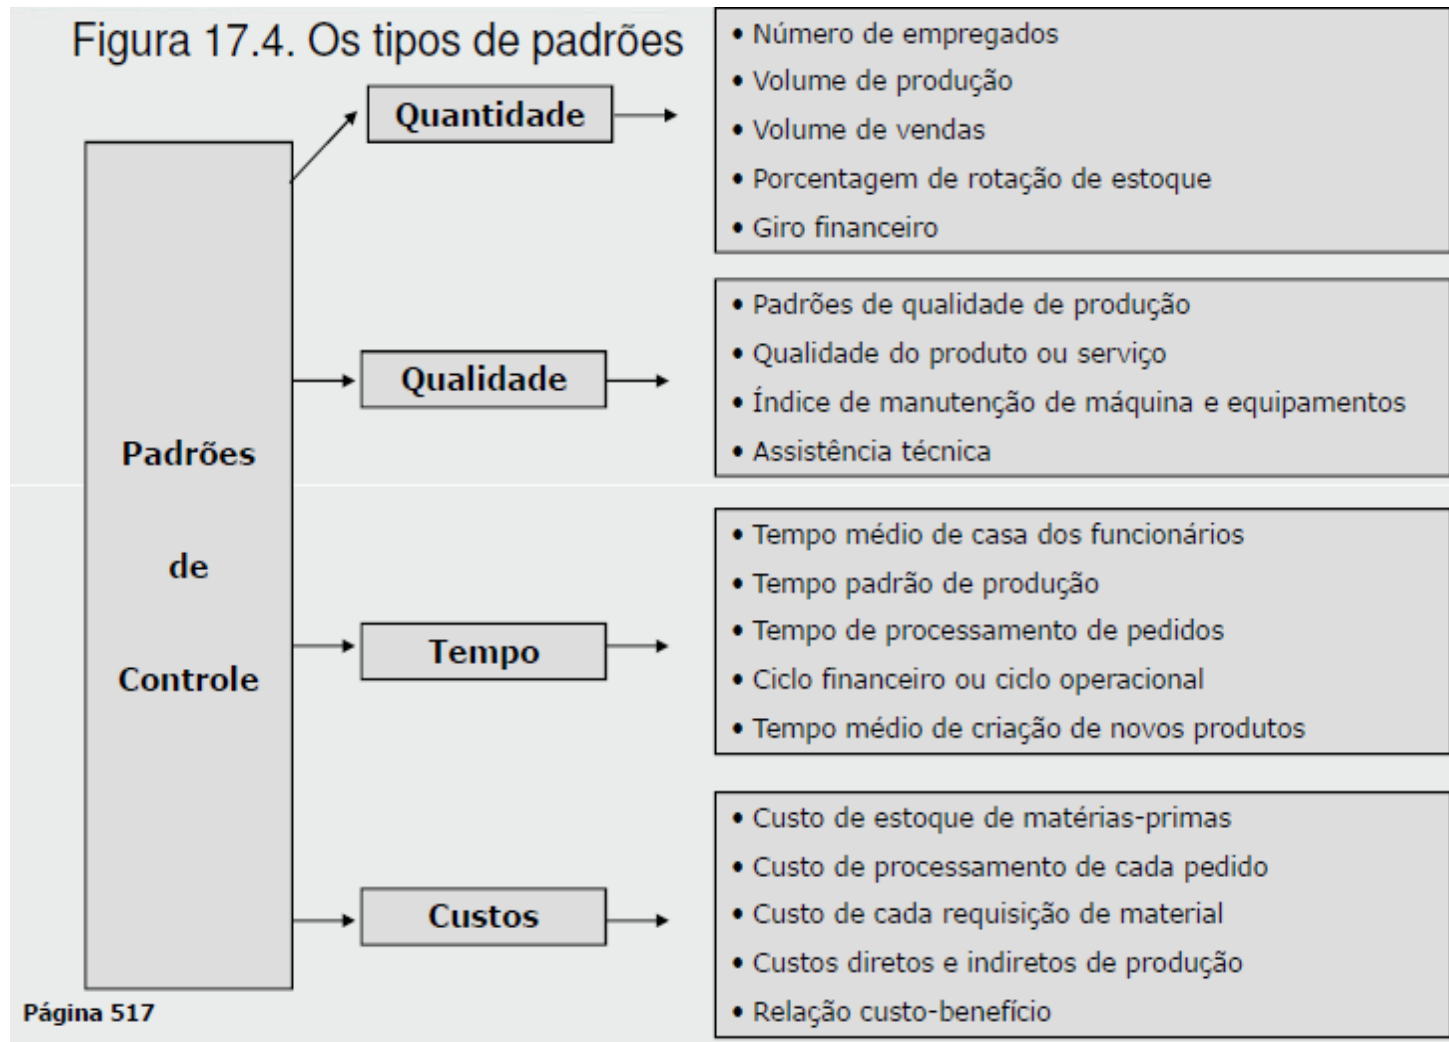 Figura 17.4. Os tipos de padrões
Padrões
de
Controle
Quantidade
• Número de empregados
• Volume de produção
• Volume de vendas
• Porcentagem de rotação de estoque
• Giro financeiro
Qualidade
• Padrões de qualidade de produção
• Qualidade do produto ou serviço
• Índice de manutenção de máquina e equipamentos
• Assistência técnica
Tempo
• Tempo médio de casa dos funcionários
• Tempo padrão de produção
• Tempo de processamento de pedidos
• Ciclo financeiro ou ciclo operacional
• Tempo médio de criação de novos produtos
Custos
• Custo de estoque de matérias-primas
• Custo de processamento de cada pedido
• Custo de cada requisição de material
• Custos diretos e indiretos de produção
• Relação custo-benefício
Página 517